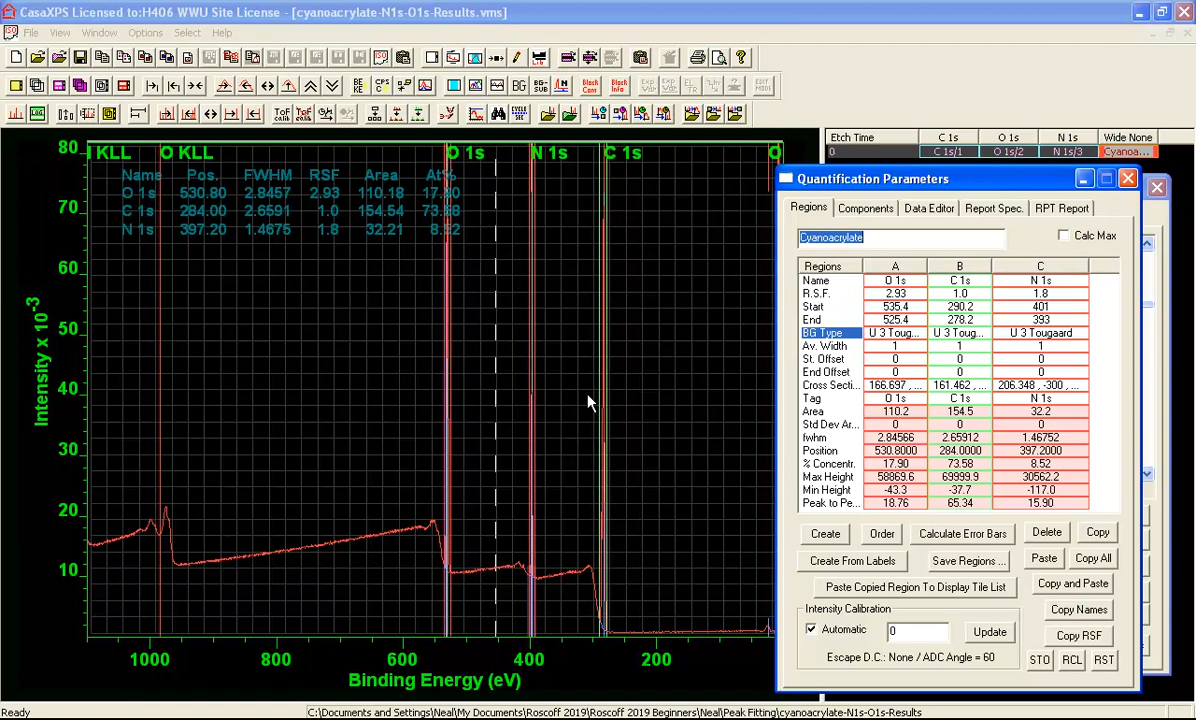 CasaXPS Licensed to:H406 WWU Site License - [cyanoacrylate-N1s-O1s-Results.vms]
File View Window Options Select Help
Etch Time C 1s O 1s N 1s Wide None
0 C 1s/1 O 1s/2 N 1s/3 Cyanoa...
KLL O KLL O 1s N 1s C 1s O
Name Pos. FWHM RSF Area At%
O 1s 530.80 2.8457 2.93 110.18 17.90
C 1s 284.00 2.6591 1.0 154.54 73.58
N 1s 397.20 1.4675 1.8 32.21 8.52
80
70
60
50
40
30
20
10
Intensity x 10⁻³
1000 800 600 400 200
Binding Energy (eV)
Quantification Parameters
Regions Components Data Editor Report Spec. RPT Report
Cyanoacrylate Calc Max
Regions A B C
Name O 1s C 1s N 1s
R.S.F. 2.93 1.0 1.8
Start 535.4 290.2 401
End 525.4 278.2 393
BG Type U 3 Toug... U 3 Toug... U 3 Tougaard
Av. Width 1 1 1
St. Offset 0 0 0
End Offset 0 0 0
Cross Secti... 166.697 , ... 161.462 , ... 206.348 , -300 , ...
Tag O 1s C 1s N 1s
Area 110.2 154.5 32.2
Std Dev Ar... 0 0 0
fwhm 2.84566 2.65912 1.46752
Position 530.8000 284.0000 397.2000
% Concentr. 17.90 73.58 8.52
Max Height 58869.6 69999.9 30562.2
Min Height -43.3 -37.7 -117.0
Peak to Pe... 18.76 65.34 15.90
Create Order Calculate Error Bars Delete Copy
Create From Labels Save Regions ... Paste Copy All
Paste Copied Region To Display Tile List Copy and Paste
Intensity Calibration Copy Names
Automatic 0 Update Copy RSF
Escape D.C.: None / ADC Angle = 60 STO RCL RST
Ready C:\Documents and Settings\Neal\My Documents\Roscoff 2019\Roscoff 2019 Beginners\Neal\Peak Fitting\cyanoacrylate-N1s-O1s-Results